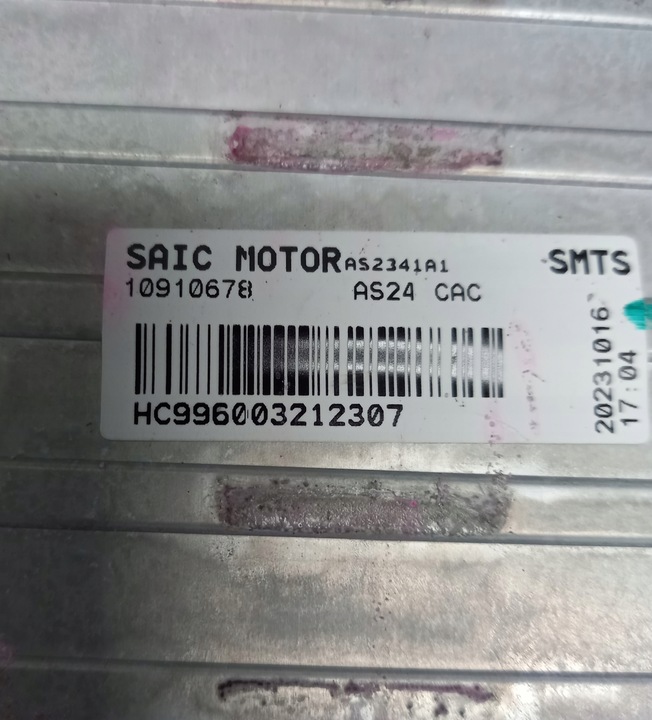 SAIC MOTOR AS2341A1 SMTS
10910678 AS24 CAC
HC996003212307
20231016
17:04